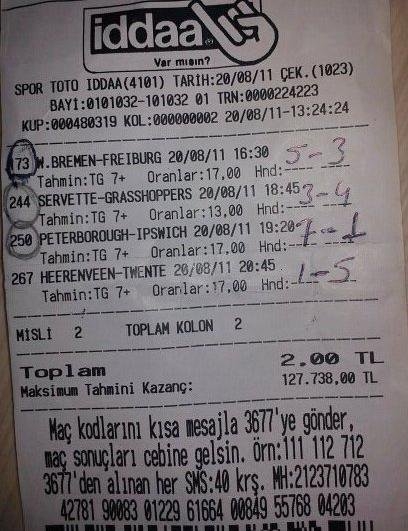 iddaa
Var mısın?
SPOR TOTO IDDAA(4101) TARİH:20/08/11 ÇEK.(1023)
BAYİ:0101032-101032 01 TRN:0000224223
KUP:000480319 KOL:000000002 20/08/11-13:24:24
173 W.BREMEN-FREIBURG 20/08/11 16:30 5-3
Tahmin:TG 7+ Oranlar:17,00 Hnd:
244 SERVETTE-GRASSHOPPERS 20/08/11 18:45 3-4
Tahmin:TG 7+ Oranlar:13,00 Hnd:
250 PETERBOROUGH-IPSWICH 20/08/11 19:20 7-1
Tahmin:TG 7+ Oranlar:17,00 Hnd:
267 HEERENVEEN-TWENTE 20/08/11 20:45 1-5
Tahmin:TG 7+ Oranlar:17,00 Hnd:
MİSLİ 2 TOPLAM KOLON 2
Toplam 2.00 TL
Maksimum Tahmini Kazanç: 127.738,00 TL
Maç kodlarını kısa mesajla 3677'ye gönder,
maç sonuçları cebine gelsin. Örn:111 112 712
3677'den alınan her SMS:40 krş. MH:2123710783
42781 90083 01229 61664 00849 55768 04203